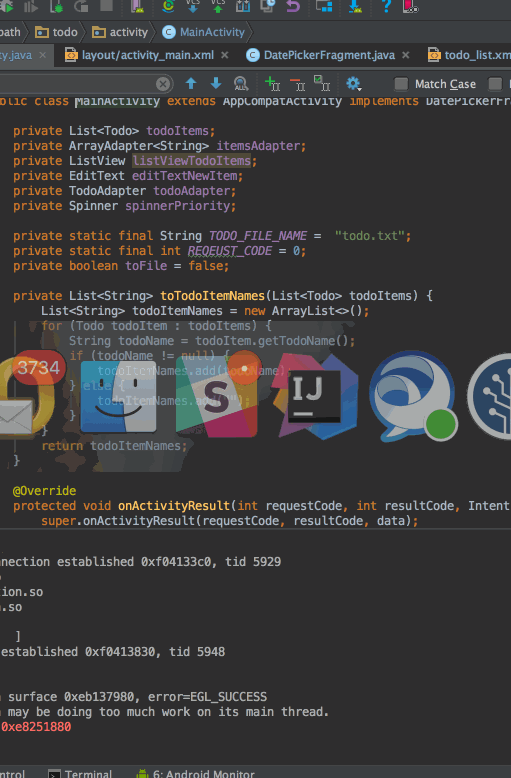 path todo activity MainActivity
ty.java × layout/activity_main.xml × DatePickerFragment.java × todo_list.xm
Match Case
blic class MainActivity extends AppCompatActivity implements DatePickerFr
private List<Todo> todoItems;
private ArrayAdapter<String> itemsAdapter;
private ListView listViewTodoItems;
private EditText editTextNewItem;
private TodoAdapter todoAdapter;
private Spinner spinnerPriority;
private static final String TODO_FILE_NAME = "todo.txt";
private static final int REQEUST_CODE = 0;
private boolean toFile = false;
private List<String> toTodoItemNames(List<Todo> todoItems) {
List<String> todoItemNames = new ArrayList<>();
for (Todo todoItem : todoItems) {
String todoName = todoItem.getTodoName();
if (todoName != null) {
todoItemNames.add(todoName);
} else {
todoItemNames.add("");
}
}
return todoItemNames;
}
3734
S
IJ
@Override
protected void onActivityResult(int requestCode, int resultCode, Intent
super.onActivityResult(requestCode, resultCode, data);
nnection established 0xf04133c0, tid 5929
tion.so
.so
]
established 0xf0413830, tid 5948
surface 0xeb137980, error=EGL_SUCCESS
may be doing too much work on its main thread.
0xe8251880
ntrol Terminal 6: Android Monitor